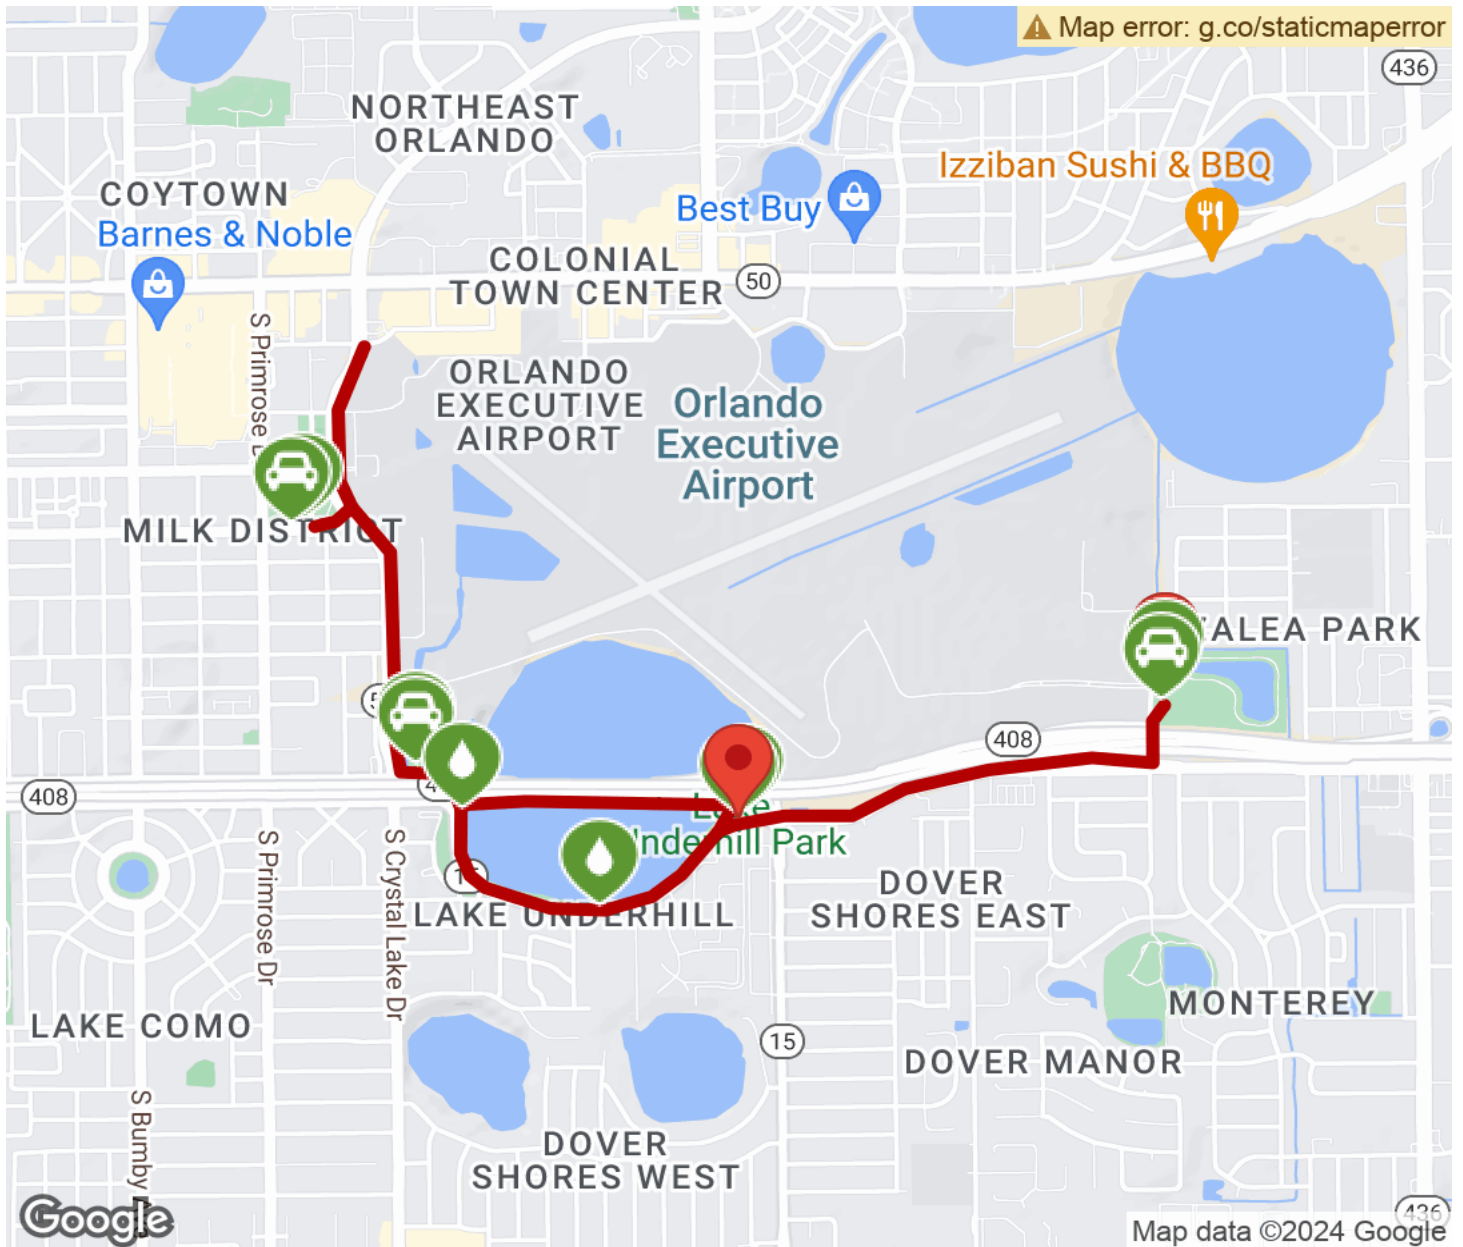 Map error: g.co/staticmaperror
436
NORTHEAST
ORLANDO
Izziban Sushi & BBQ
COYTOWN
Best Buy
Barnes & Noble
COLONIAL
TOWN CENTER
50
S Primrose
ORLANDO
EXECUTIVE
AIRPORT
Orlando
Executive
Airport
MILK DISTRICT
ALEA PARK
408
408
Lake
Underhill Park
S Primrose Dr
S Crystal Lake Dr
15
LAKE UNDERHILL
DOVER
SHORES EAST
LAKE COMO
MONTEREY
15
DOVER MANOR
S Bumby
DOVER
SHORES WEST
436
Google
Map data ©2024 Google